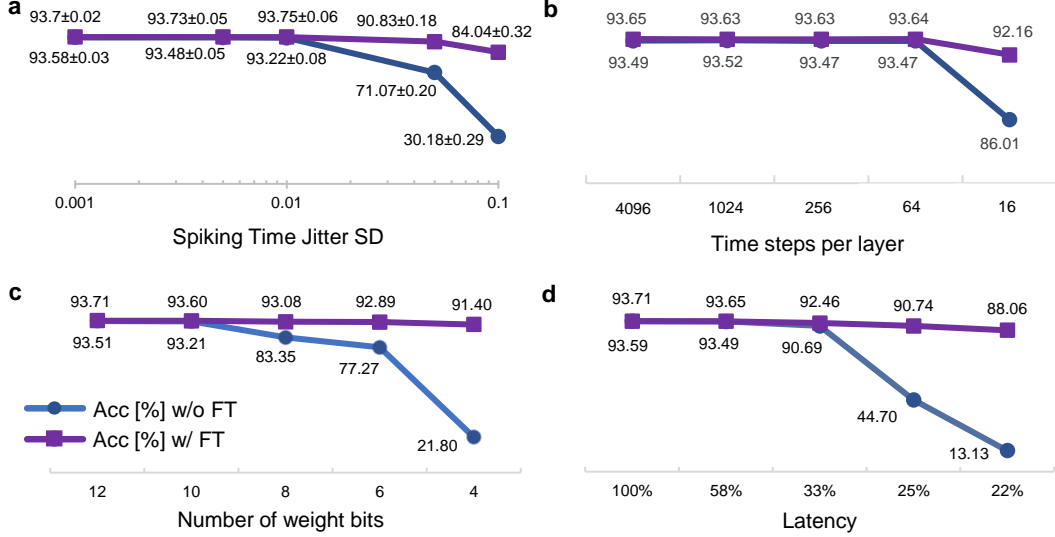 a
93.7±0.02 93.73±0.05 93.75±0.06 90.83±0.18 84.04±0.32
93.58±0.03 93.48±0.05 93.22±0.08
71.07±0.20
30.18±0.29
0.001 0.01 0.1
Spiking Time Jitter SD
b
93.65 93.63 93.63 93.64 92.16
93.49 93.52 93.47 93.47
86.01
4096 1024 256 64 16
Time steps per layer
c
93.71 93.60 93.08 92.89 91.40
93.51 93.21 83.35 77.27
21.80
Acc [%] w/o FT
Acc [%] w/ FT
12 10 8 6 4
Number of weight bits
d
93.71 93.65 92.46 90.74 88.06
93.59 93.49 90.69
44.70
13.13
100% 58% 33% 25% 22%
Latency